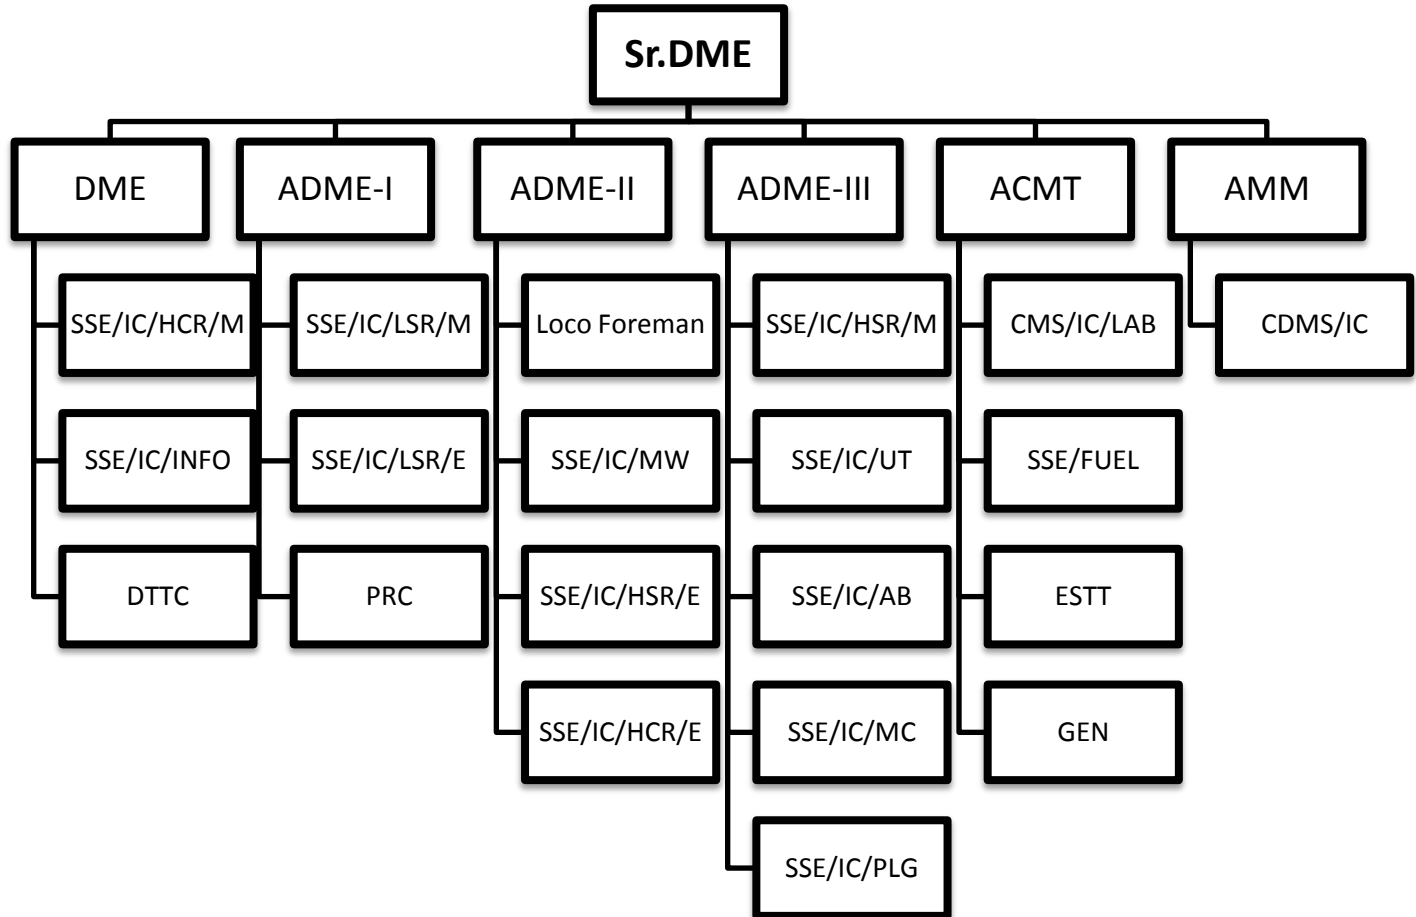 Sr.DME
DME
ADME-I
ADME-II
ADME-III
ACMT
AMM
SSE/IC/HCR/M
SSE/IC/LSR/M
Loco Foreman
SSE/IC/HSR/M
CMS/IC/LAB
CDMS/IC
SSE/IC/INFO
SSE/IC/LSR/E
SSE/IC/MW
SSE/IC/UT
SSE/FUEL
DTTC
PRC
SSE/IC/HSR/E
SSE/IC/AB
ESTT
SSE/IC/HCR/E
SSE/IC/MC
GEN
SSE/IC/PLG